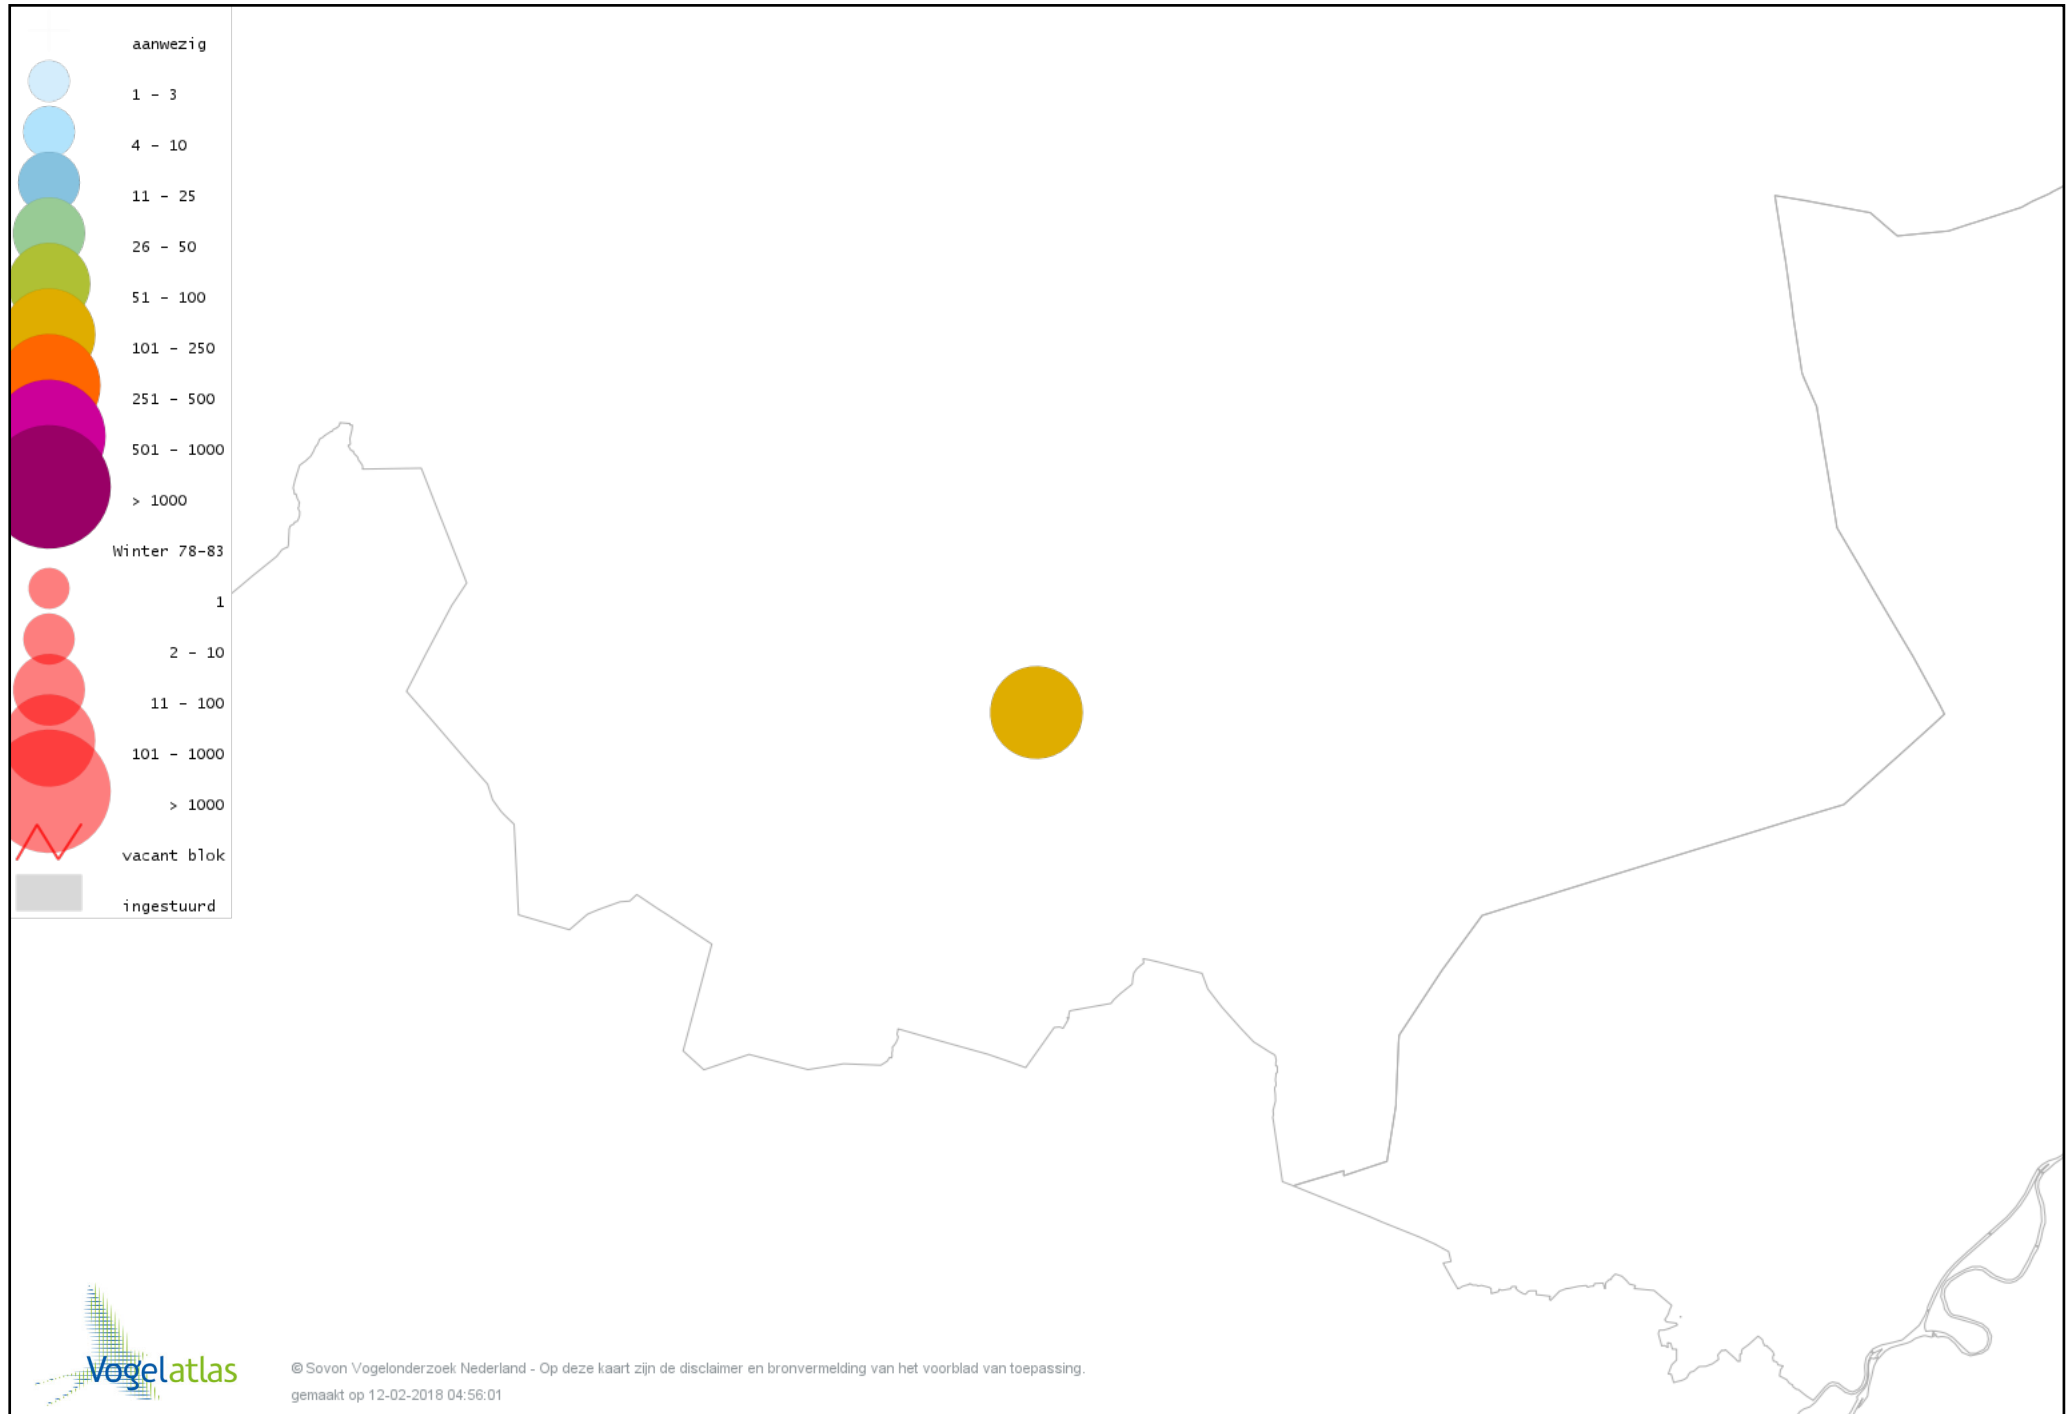 aanwezig
1 - 3
4 - 10
11 - 25
26 - 50
51 - 100
101 - 250
251 - 500
501 - 1000
> 1000
Winter 78-83
1
2 - 10
11 - 100
101 - 1000
> 1000
vacant blok
ingestuurd
Vogelatlas
© Sovon Vogelonderzoek Nederland - Op deze kaart zijn de disclaimer en bronvermelding van het voorblad van toepassing.
gemaakt op 12-02-2018 04:56:01